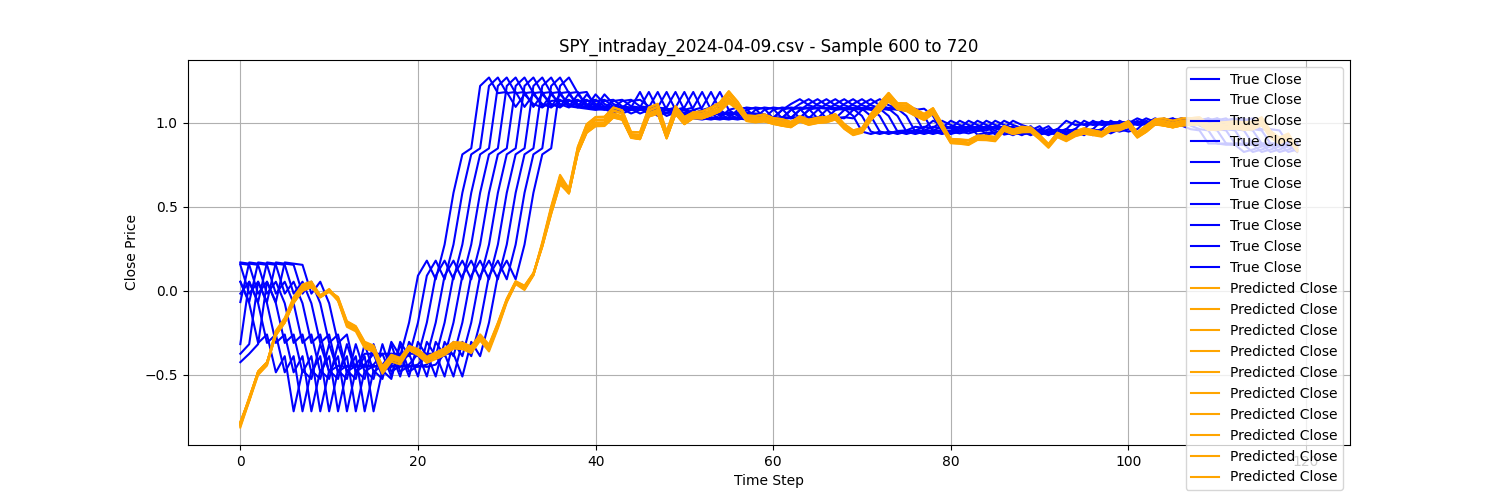 SPY_intraday_2024-04-09.csv - Sample 600 to 720
Close Price
1.0
0.5
0.0
−0.5
0
20
40
60
80
100
120
Time Step
True Close
True Close
True Close
True Close
True Close
True Close
True Close
True Close
True Close
True Close
Predicted Close
Predicted Close
Predicted Close
Predicted Close
Predicted Close
Predicted Close
Predicted Close
Predicted Close
Predicted Close
Predicted Close